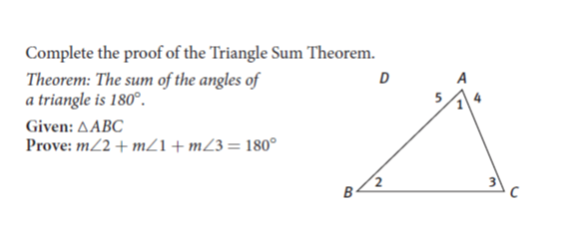 Complete the proof of the Triangle Sum Theorem.
Theorem: The sum of the angles of
a triangle is 180°.
Given: △ABC
Prove: m∠2 + m∠1 + m∠3 = 180°
D A
5 1 4
2 3
B C